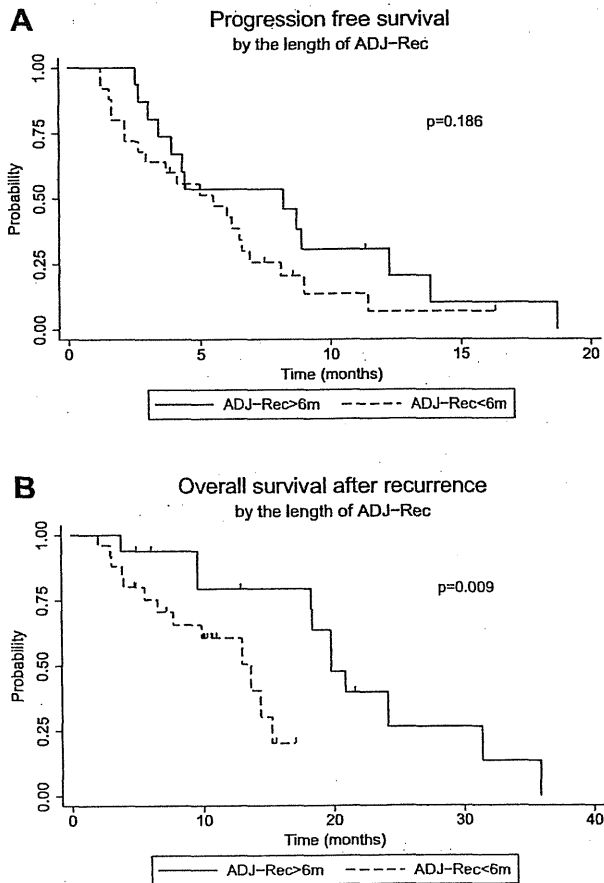 A
Progression free survival
by the length of ADJ-Rec
1.00
0.75
0.50
0.25
0.00
Probability
p=0.186
0 5 10 15 20
Time (months)
ADJ-Rec>6m ADJ-Rec<6m
B
Overall survival after recurrence
by the length of ADJ-Rec
1.00
0.75
0.50
0.25
0.00
Probability
p=0.009
0 10 20 30 40
Time (months)
ADJ-Rec>6m ADJ-Rec<6m